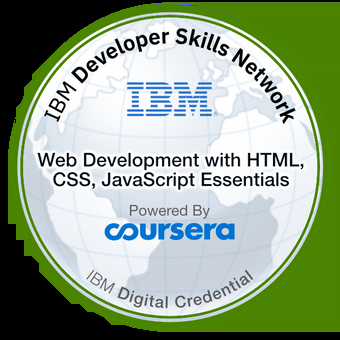 IBM Developer Skills Network
IBM
Web Development with HTML,
CSS, JavaScript Essentials
Powered By
coursera
IBM Digital Credential